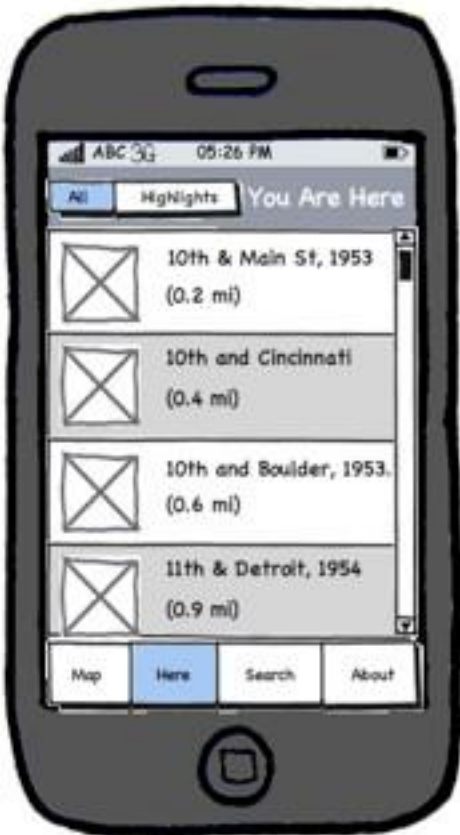 ABC 3G 05:26 PM
All Highlights You Are Here
10th & Main St, 1953
(0.2 mi)
10th and Cincinnati
(0.4 mi)
10th and Boulder, 1953.
(0.6 mi)
11th & Detroit, 1954
(0.9 mi)
Map Here Search About